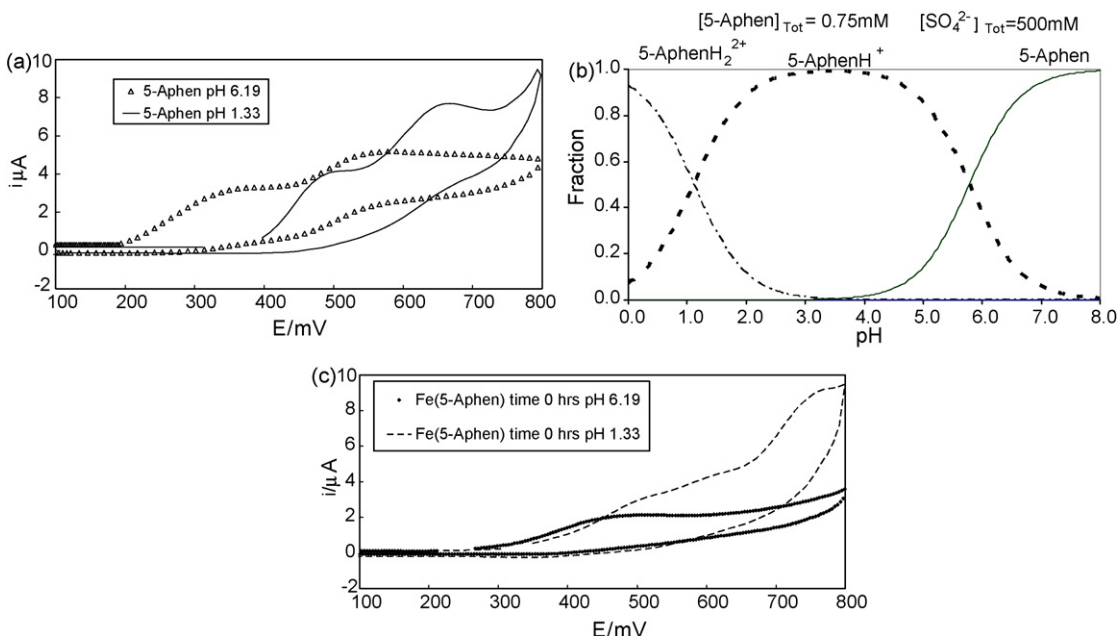 (a)
10
8
6
4
2
0
-2
i μA
5-Aphen pH 6.19
5-Aphen pH 1.33
100 200 300 400 500 600 700 800
E/mV
[5-Aphen] Tot = 0.75mM [SO4^2-] Tot=500mM
5-AphenH2^2+ 5-AphenH+ 5-Aphen
(b)
1.0
0.8
0.6
0.4
0.2
0.0
Fraction
0.0 1.0 2.0 3.0 4.0 5.0 6.0 7.0 8.0
pH
(c)
10
8
6
4
2
0
-2
i/μA
Fe(5-Aphen) time 0 hrs pH 6.19
Fe(5-Aphen) time 0 hrs pH 1.33
100 200 300 400 500 600 700 800
E/mV